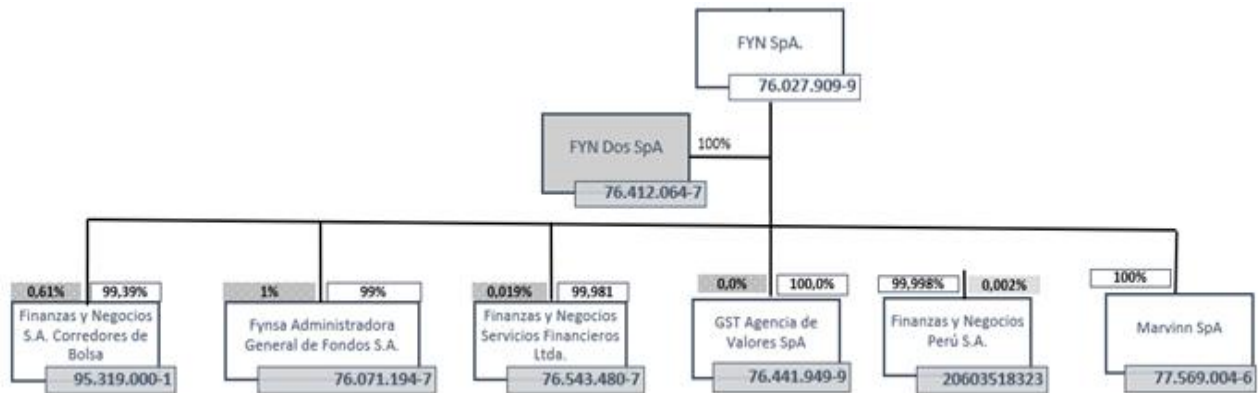 FYN SpA.
76.027.909-9
FYN Dos SpA
100%
76.412.064-7
0,61% 99,39%
Finanzas y Negocios
S.A. Corredores de
Bolsa
95.319.000-1
1% 99%
Fynsa Administradora
General de Fondos S.A.
76.071.194-7
0,019% 99,981
Finanzas y Negocios
Servicios Financieros
Ltda.
76.543.480-7
0,0% 100,0%
GST Agencia de
Valores SpA
76.441.949-9
99,998% 0,002%
Finanzas y Negocios
Perú S.A.
20603518323
100%
Marvinn SpA
77.569.004-6